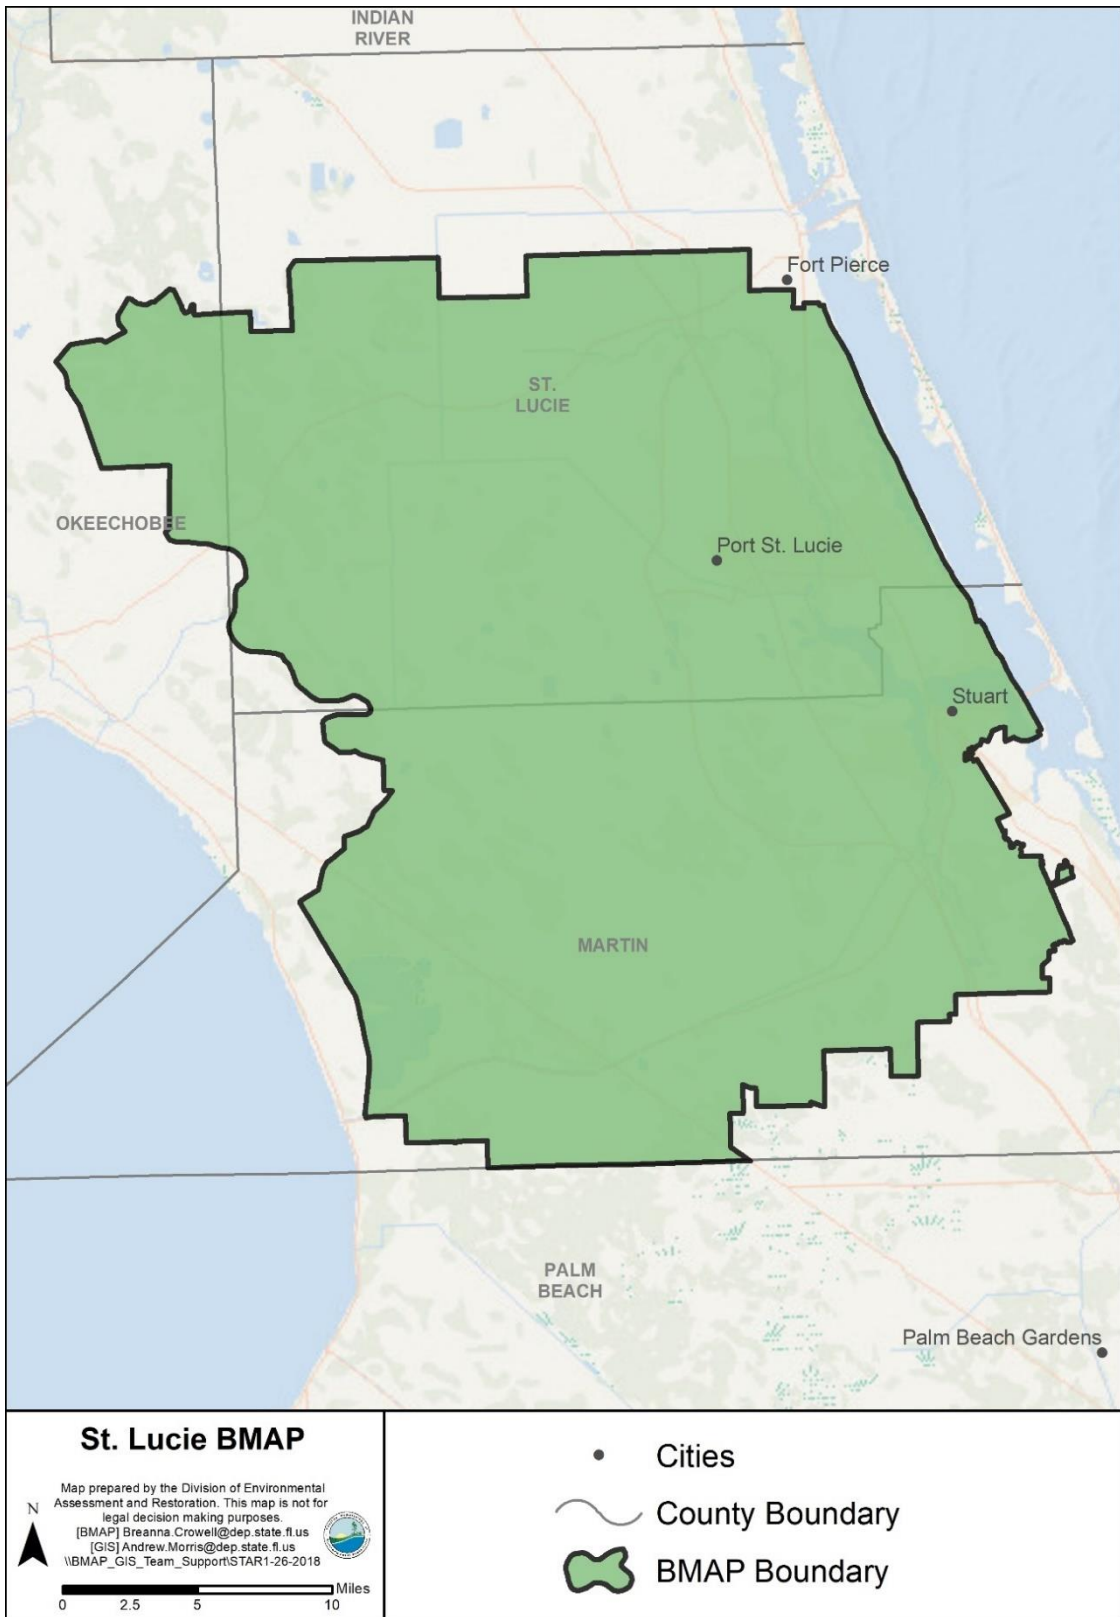 INDIAN
RIVER
Fort Pierce
ST.
LUCIE
OKEECHOBEE
Port St. Lucie
Stuart
MARTIN
PALM
BEACH
Palm Beach Gardens
St. Lucie BMAP
Map prepared by the Division of Environmental
Assessment and Restoration. This map is not for
legal decision making purposes.
[BMAP] Breanna.Crowell@dep.state.fl.us
[GIS] Andrew.Morris@dep.state.fl.us
\\BMAP_GIS_Team_Support\STAR1-26-2018
N
Miles
0 2.5 5 10
Cities
County Boundary
BMAP Boundary